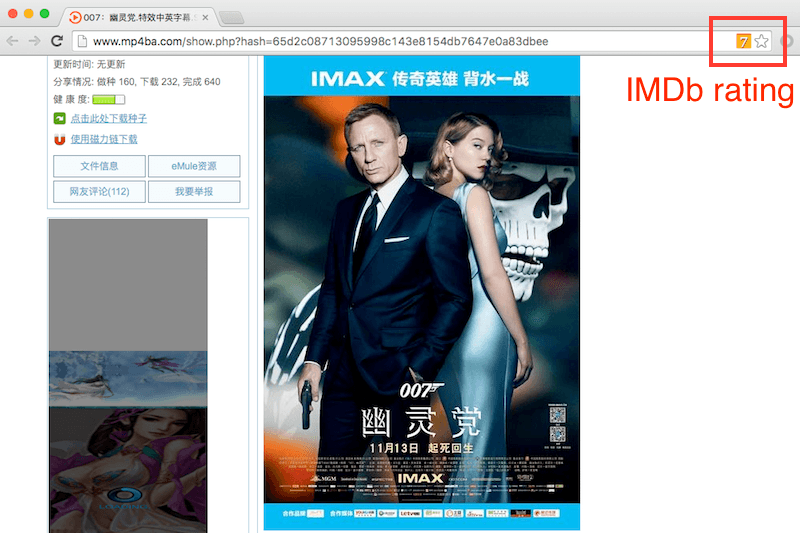 007：幽灵党.特效中英字幕.
www.mp4ba.com/show.php?hash=65d2c08713095998c143e8154db7647e0a83dbee
7
IMDb rating
更新时间: 无更新
分享情况: 做种 160, 下载 232, 完成 640
健 康 度:
点击此处下载种子
使用磁力链下载
文件信息
eMule资源
网友评论(112)
我要举报
IMAX 传奇英雄 背水一战
007
幽灵党
11月13日 起死回生
IMAX
MGM
合作品牌
合作媒体